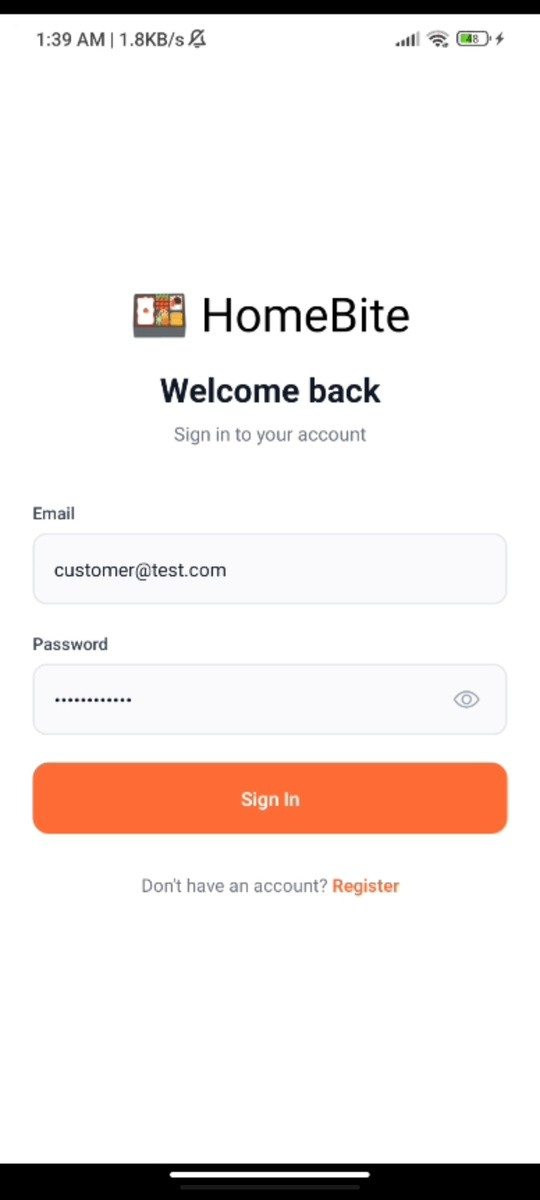 1:39 AM | 1.8KB/s
48
HomeBite
Welcome back
Sign in to your account
Email
customer@test.com
Password
••••••••••••
Sign In
Don't have an account? Register